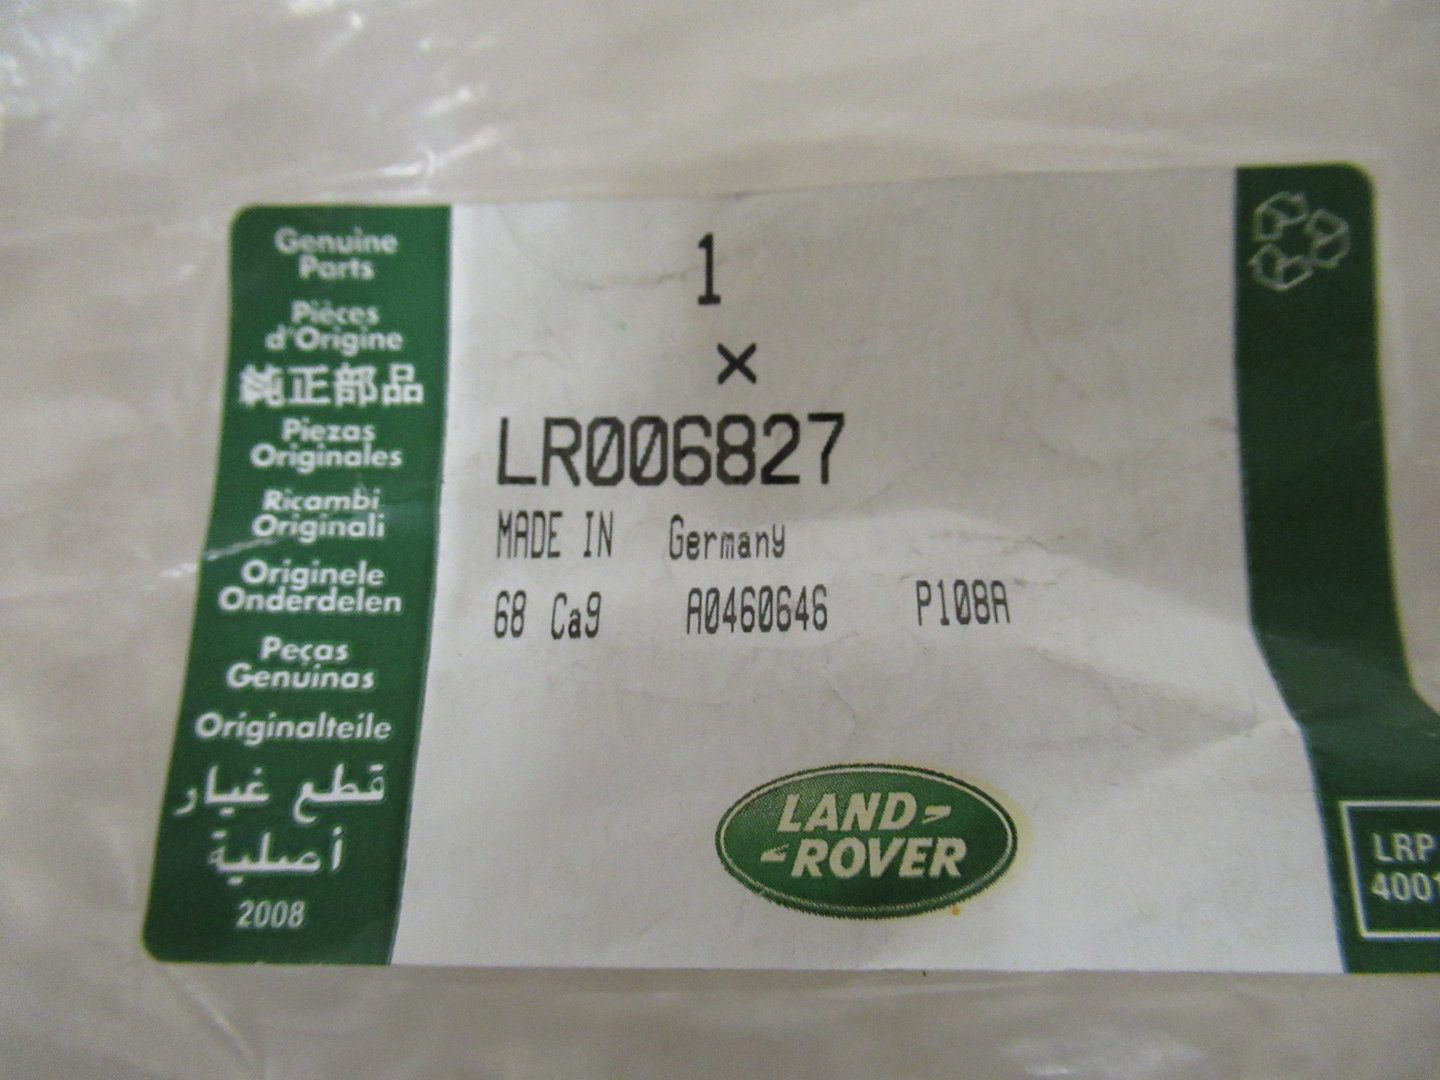 Genuine
Parts
Pièces
d'Origine
純正部品
Piezas
Originales
Ricambi
Originali
Originele
Onderdelen
Peças
Genuinas
Originalteile
قطع غيار
أصلية
2008
1
×
LR006827
MADE IN Germany
68 Ca9 A0460646 P108A
LAND
ROVER
LRP
4001